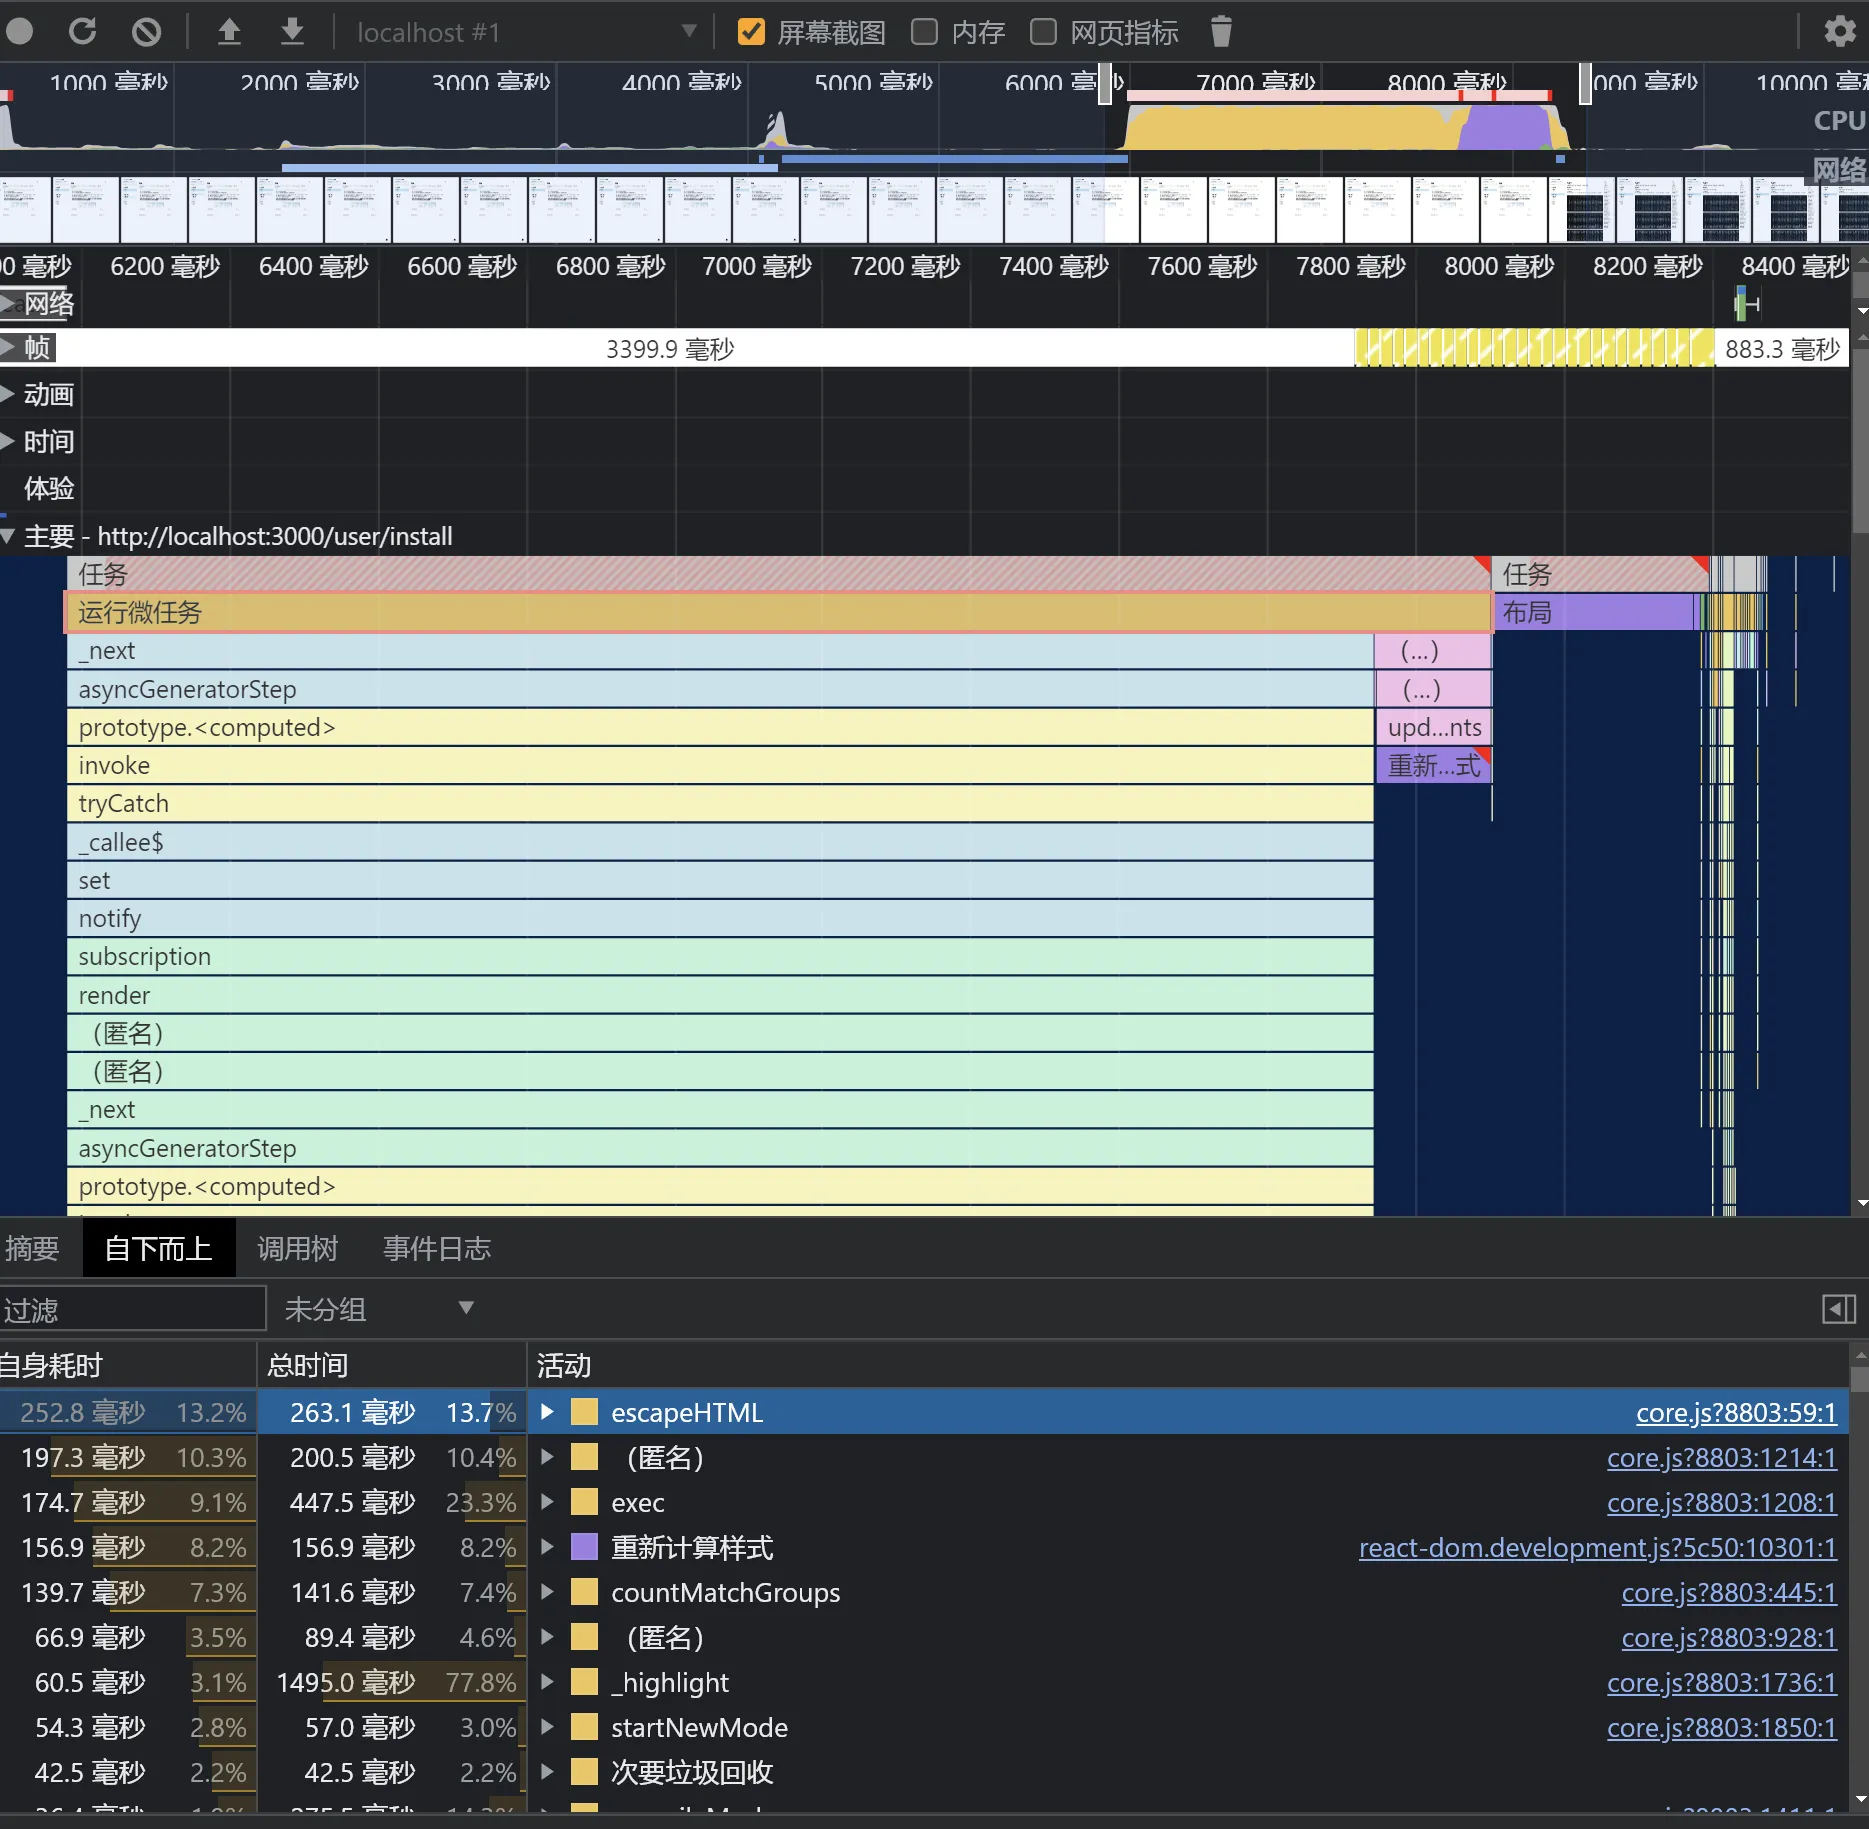 localhost #1 屏幕截图 内存 网页指标
1000 毫秒 2000 毫秒 3000 毫秒 4000 毫秒 5000 毫秒 6000 毫秒 7000 毫秒 8000 毫秒 000 毫秒 10000 毫秒
CPU
网络
00 毫秒 6200 毫秒 6400 毫秒 6600 毫秒 6800 毫秒 7000 毫秒 7200 毫秒 7400 毫秒 7600 毫秒 7800 毫秒 8000 毫秒 8200 毫秒 8400 毫秒
网络
帧 3399.9 毫秒 883.3 毫秒
动画
时间
体验
主要 - http://localhost:3000/user/install
任务 任务
运行微任务 布局
_next (...)
asyncGeneratorStep (...)
prototype.<computed> upd...nts
invoke 重新...式
tryCatch
_callee$
set
notify
subscription
render
（匿名）
（匿名）
_next
asyncGeneratorStep
prototype.<computed>
摘要 自下而上 调用树 事件日志
过滤 未分组
自身耗时 总时间 活动
252.8 毫秒 13.2% 263.1 毫秒 13.7% escapeHTML core.js?8803:59:1
197.3 毫秒 10.3% 200.5 毫秒 10.4% （匿名） core.js?8803:1214:1
174.7 毫秒 9.1% 447.5 毫秒 23.3% exec core.js?8803:1208:1
156.9 毫秒 8.2% 156.9 毫秒 8.2% 重新计算样式 react-dom.development.js?5c50:10301:1
139.7 毫秒 7.3% 141.6 毫秒 7.4% countMatchGroups core.js?8803:445:1
66.9 毫秒 3.5% 89.4 毫秒 4.6% （匿名） core.js?8803:928:1
60.5 毫秒 3.1% 1495.0 毫秒 77.8% _highlight core.js?8803:1736:1
54.3 毫秒 2.8% 57.0 毫秒 3.0% startNewMode core.js?8803:1850:1
42.5 毫秒 2.2% 42.5 毫秒 2.2% 次要垃圾回收